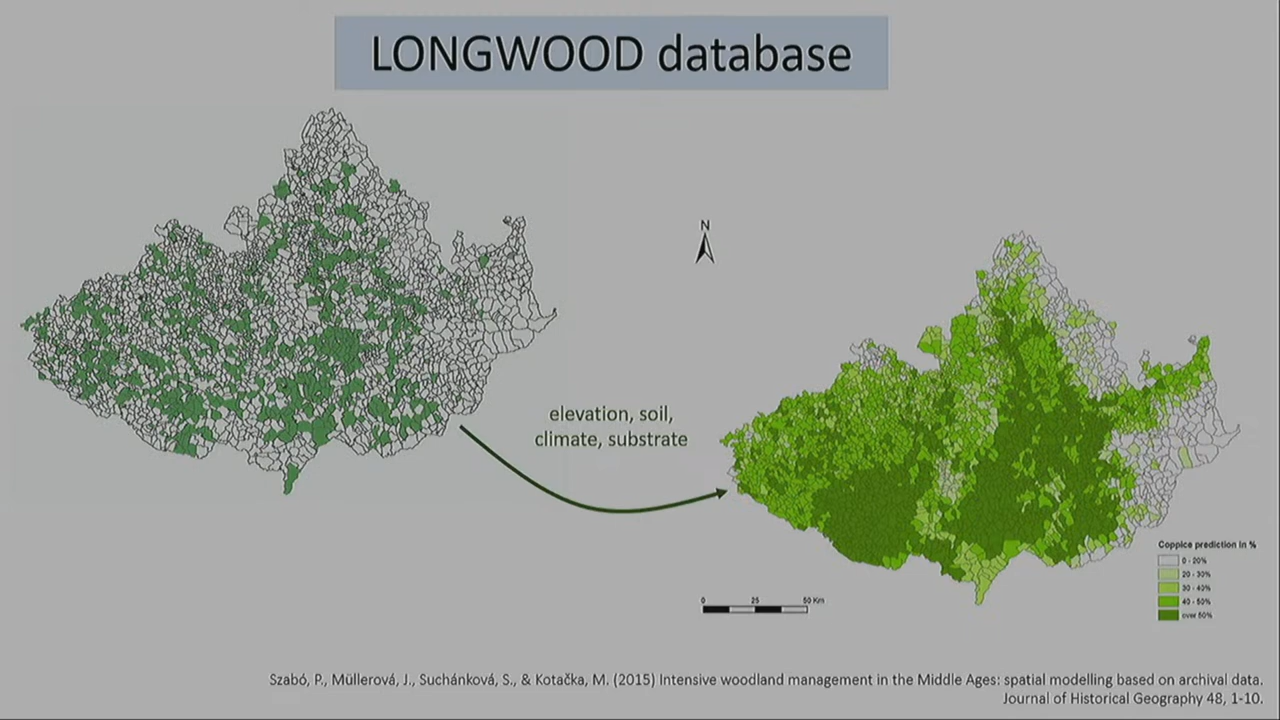 LONGWOOD database
N
elevation, soil,
climate, substrate
Coppice prediction in %
0 - 20%
20 - 30%
30 - 40%
40 - 50%
over 50%
0 25 50 Km
Szabó, P., Müllerová, J., Suchánková, S., & Kotačka, M. (2015) Intensive woodland management in the Middle Ages: spatial modelling based on archival data.
Journal of Historical Geography 48, 1-10.